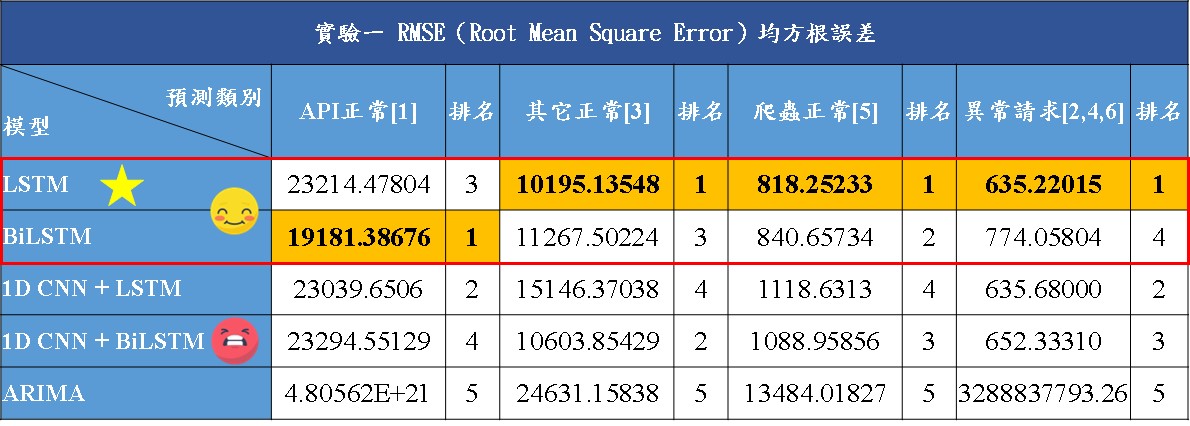 實驗一 RMSE（Root Mean Square Error）均方根誤差
預測類別
模型
API正常[1] 排名 其它正常[3] 排名 爬蟲正常[5] 排名 異常請求[2,4,6] 排名
LSTM 23214.47804 3 10195.13548 1 818.25233 1 635.22015 1
BiLSTM 19181.38676 1 11267.50224 3 840.65734 2 774.05804 4
1D CNN + LSTM 23039.6506 2 15146.37038 4 1118.6313 4 635.68000 2
1D CNN + BiLSTM 23294.55129 4 10603.85429 2 1088.95856 3 652.33310 3
ARIMA 4.80562E+21 5 24631.15838 5 13484.01827 5 3288837793.26 5